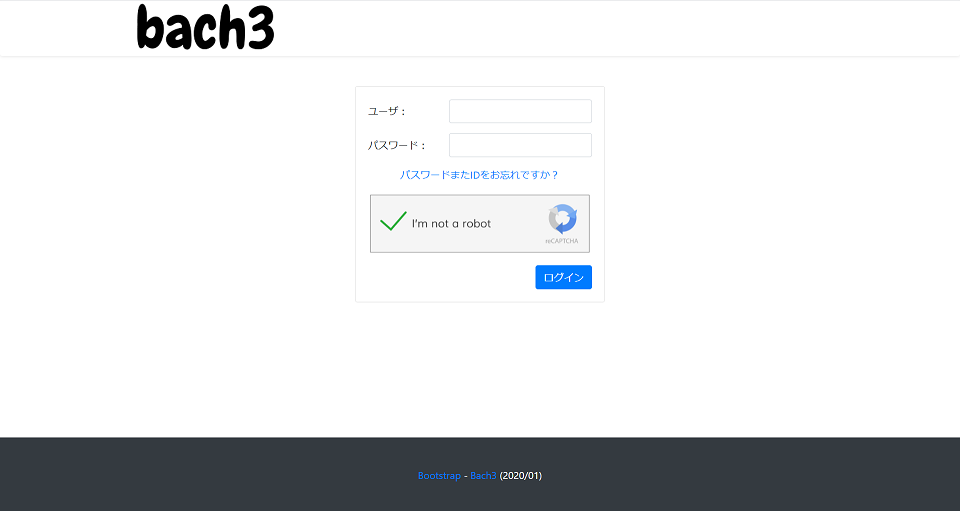 bach3
ユーザ：
パスワード：
パスワードまたIDをお忘れですか？
I'm not a robot
reCAPTCHA
ログイン
Bootstrap - Bach3 (2020/01)